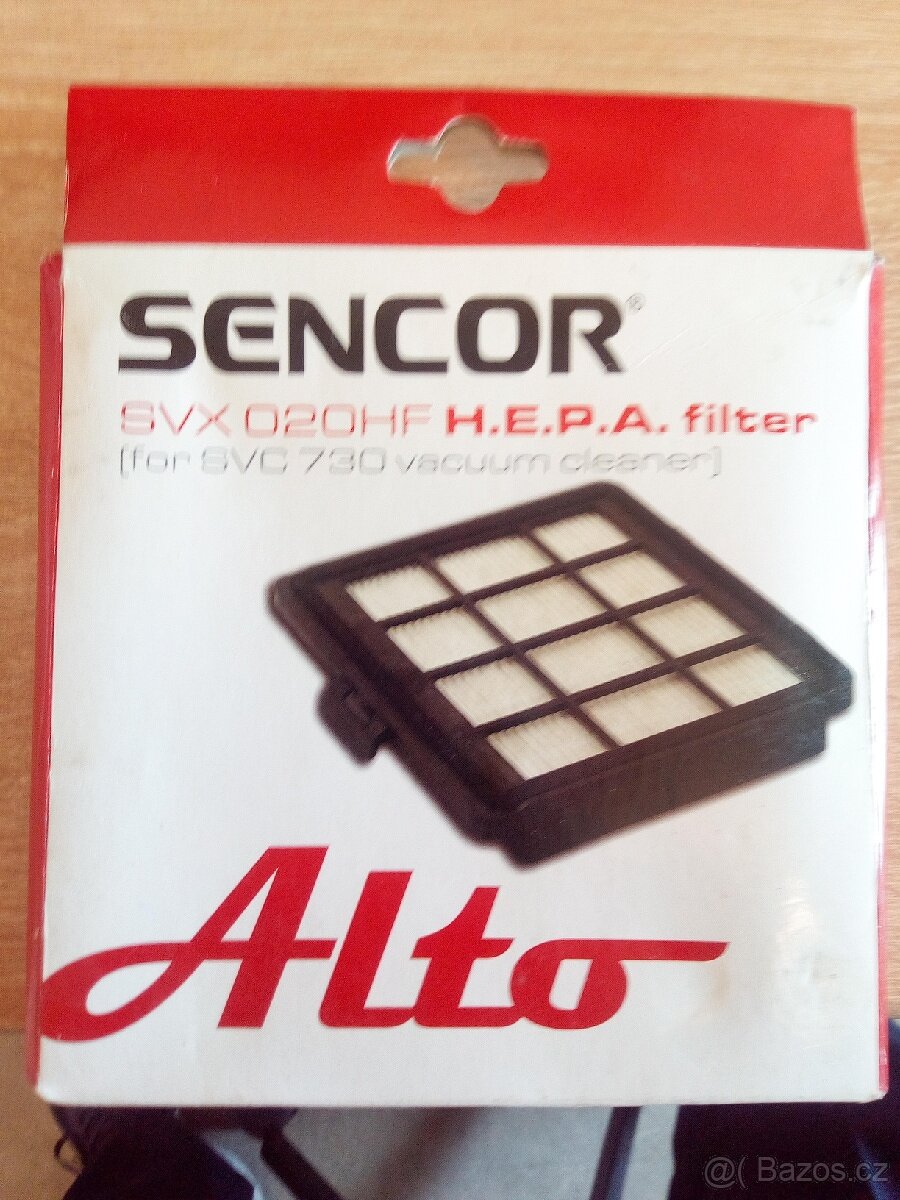 SENCOR®
SVX 020HF H.E.P.A. filter
[for SVC 730 vacuum cleaner]
Alto
@( Bazos.cz